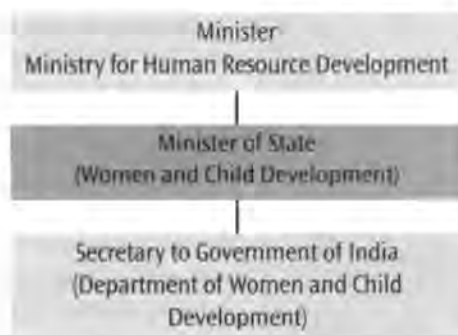 Minister
Ministry for Human Resource Development
Minister of State
(Women and Child Development)
Secretary to Government of India
(Department of Women and Child
Development)